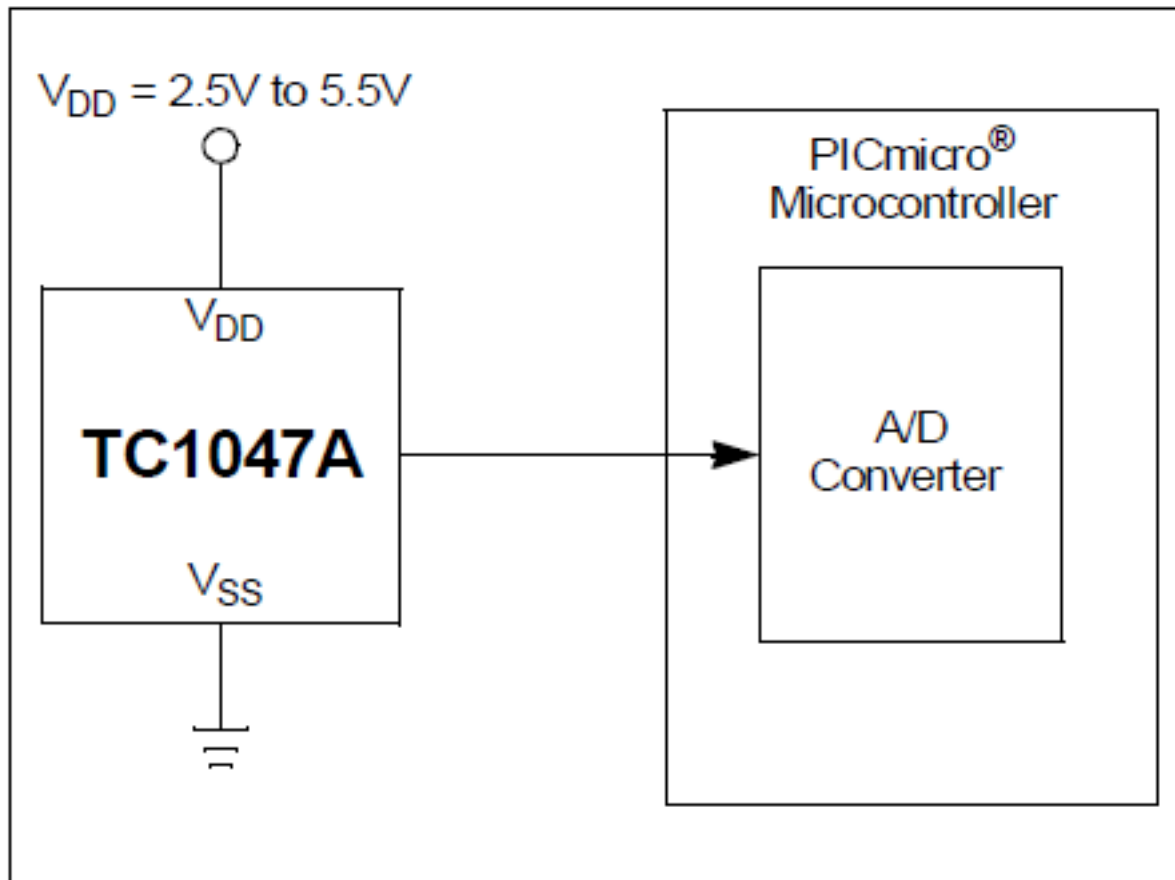 VDD = 2.5V to 5.5V
VDD
TC1047A
VSS
PICmicro®
Microcontroller
A/D
Converter